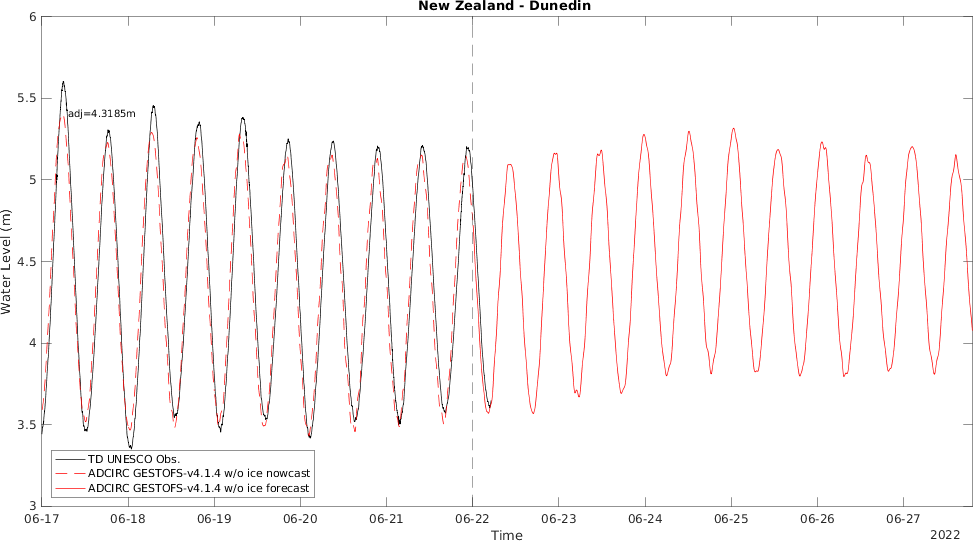 New Zealand - Dunedin
6
5.5
5
4.5
4
3.5
3
Water Level (m)
adj=4.3185m
TD UNESCO Obs.
ADCIRC GESTOFS-v4.1.4 w/o ice nowcast
ADCIRC GESTOFS-v4.1.4 w/o ice forecast
06-17 06-18 06-19 06-20 06-21 06-22 06-23 06-24 06-25 06-26 06-27
Time
2022